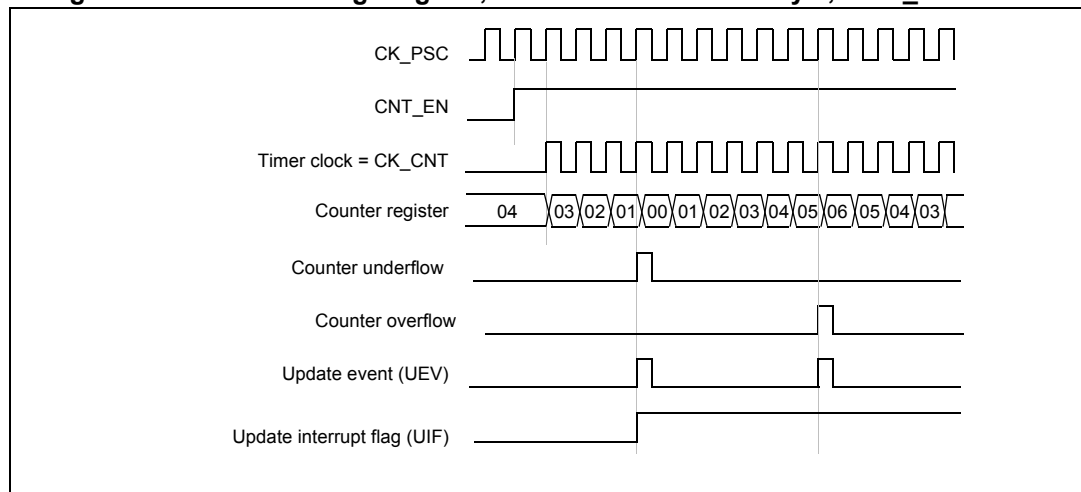 CK_PSC
CNT_EN
Timer clock = CK_CNT
Counter register 04 03 02 01 00 01 02 03 04 05 06 05 04 03
Counter underflow
Counter overflow
Update event (UEV)
Update interrupt flag (UIF)